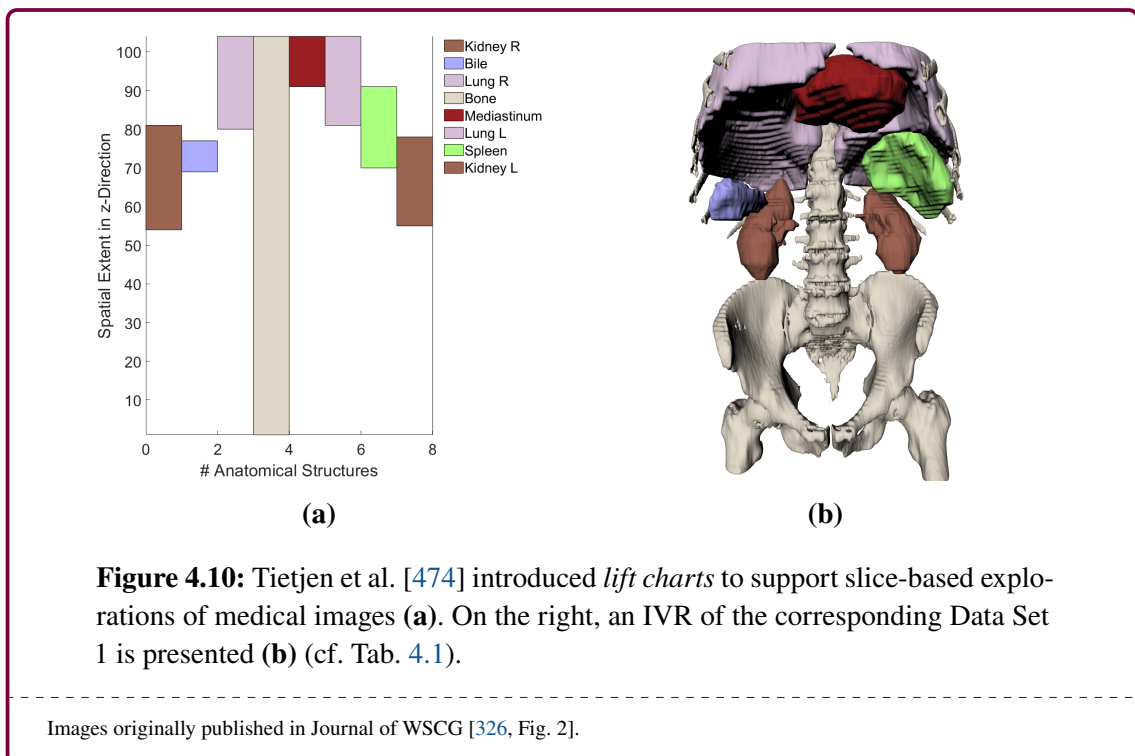 100
90
80
70
60
50
40
30
20
10
Spatial Extent in z-Direction
0 2 4 6 8
# Anatomical Structures
Kidney R
Bile
Lung R
Bone
Mediastinum
Lung L
Spleen
Kidney L
(a)
(b)
Figure 4.10: Tietjen et al. [474] introduced lift charts to support slice-based explo-
rations of medical images (a). On the right, an IVR of the corresponding Data Set
1 is presented (b) (cf. Tab. 4.1).
Images originally published in Journal of WSCG [326, Fig. 2].